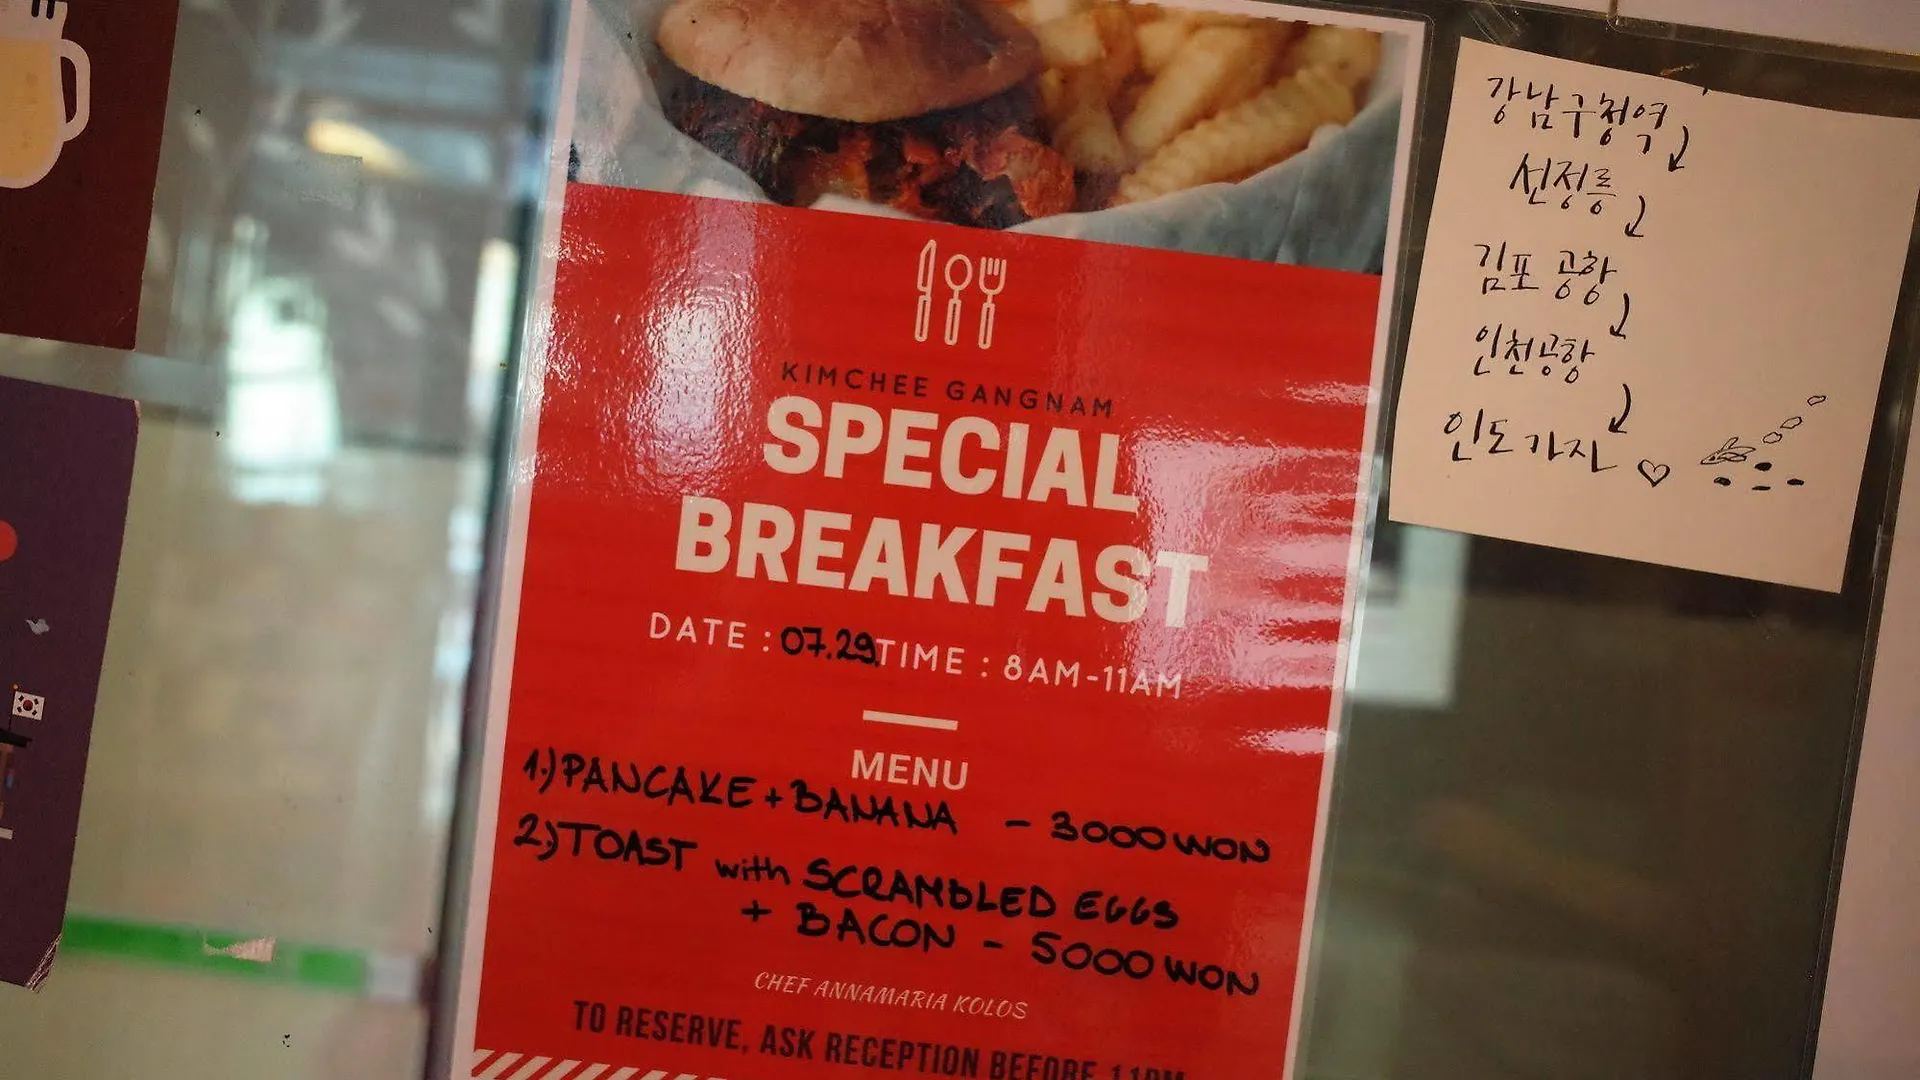 KIMCHEE GANGNAM
SPECIAL
BREAKFAST
DATE : 07.29. TIME : 8AM-11AM
MENU
1.) PANCAKE + BANANA - 3000 WON
2.) TOAST with SCRAMBLED EGGS
+ BACON - 5000 WON
CHEF ANNAMARIA KOLOS
TO RESERVE, ASK RECEPTION BEFORE 11PM
강남구청역
선정릉
김포 공항
인천공항
인도 가자